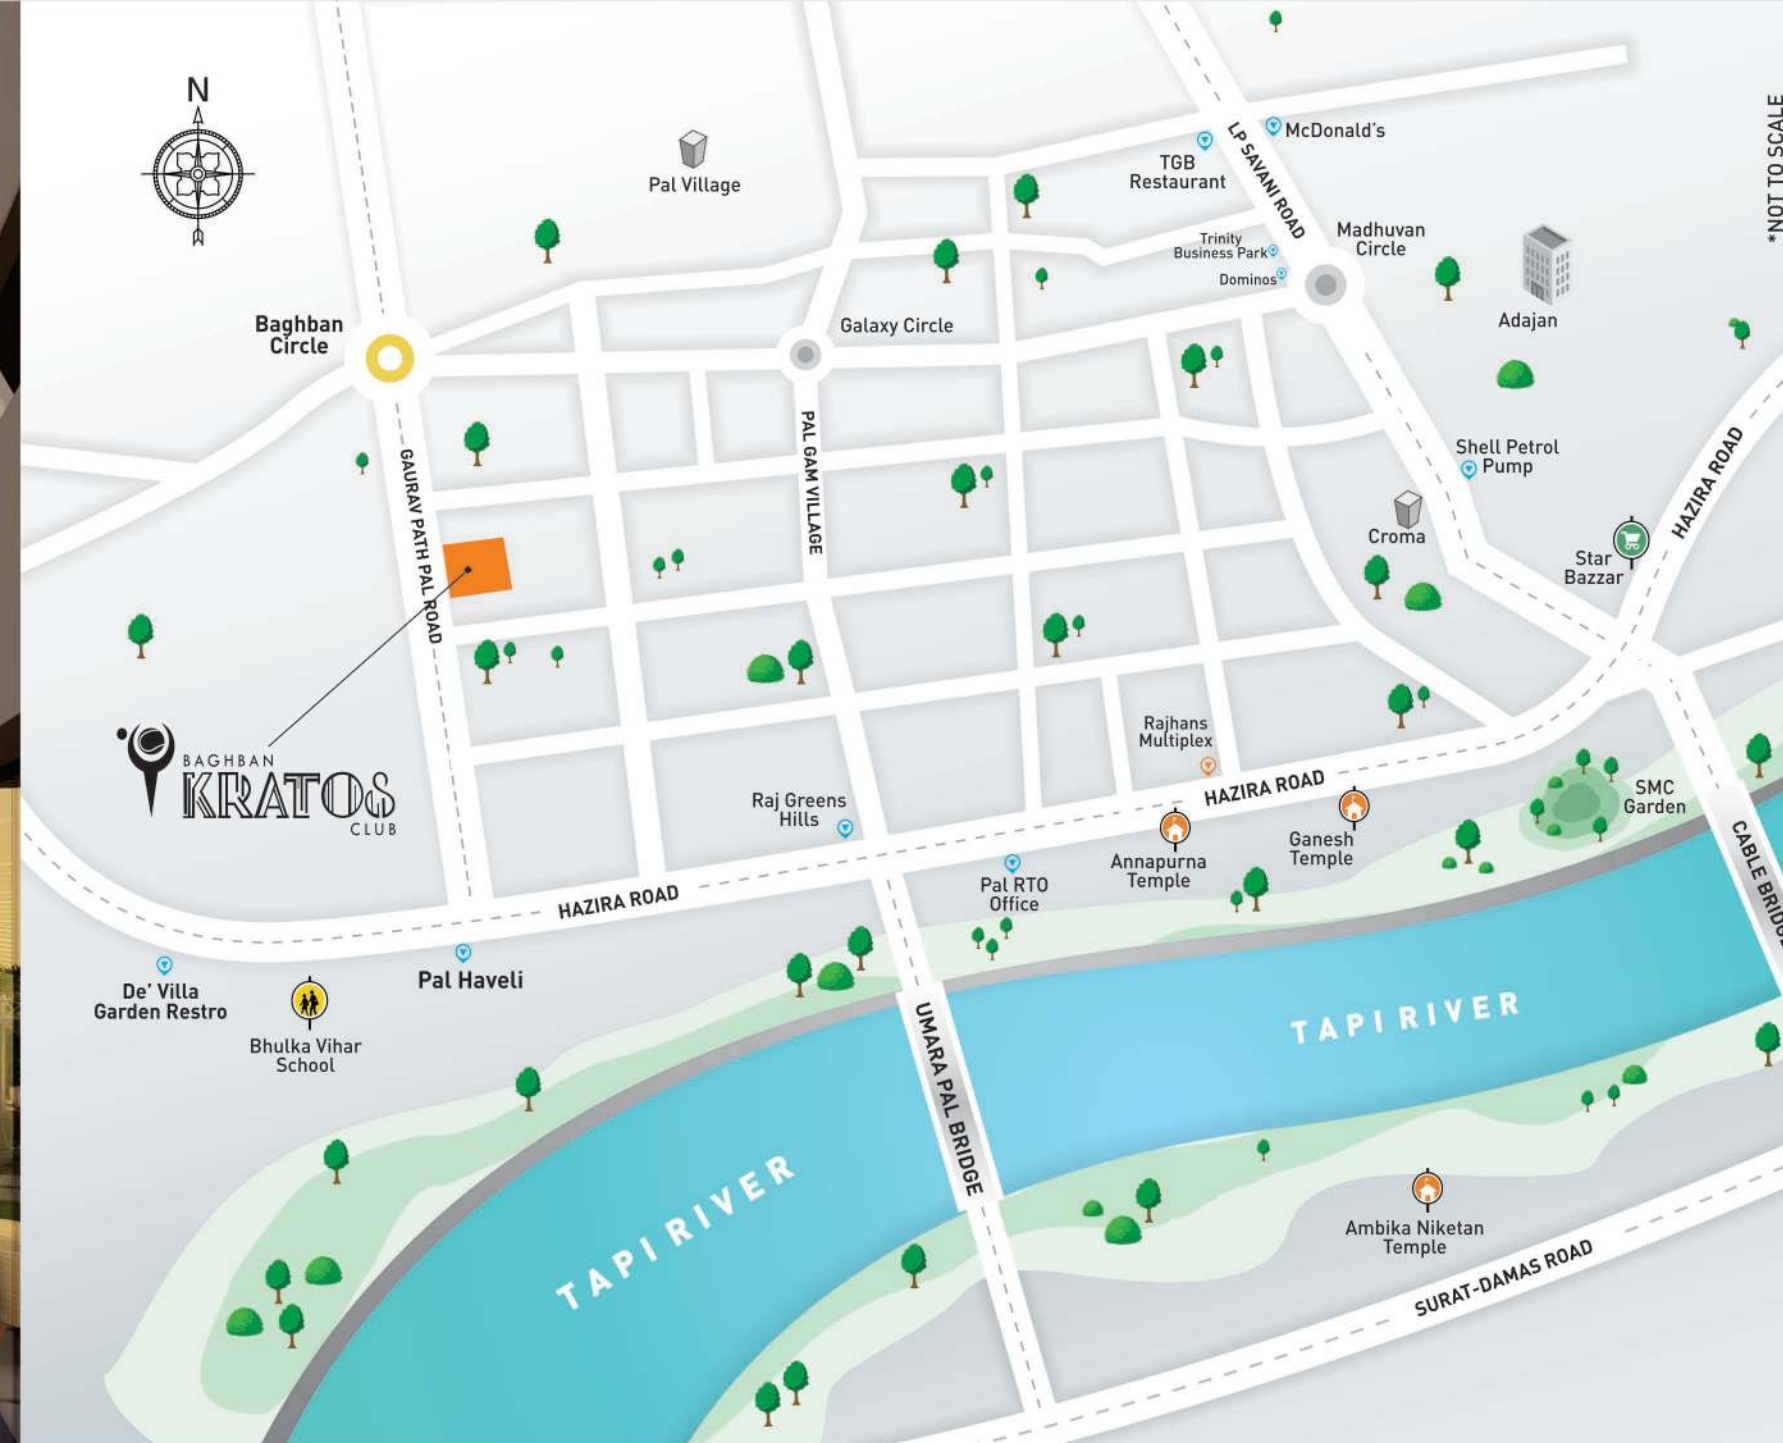 N
*NOT TO SCALE
McDonald's
TGB
Restaurant
LP SAVANI ROAD
Pal Village
Madhuvan
Circle
Trinity
Business Park
Dominos
Adajan
Baghban
Circle
Galaxy Circle
GAURAV PATH PAL ROAD
PAL GAM VILLAGE
Shell Petrol
Pump
HAZIRA ROAD
Croma
Star
Bazzar
BAGHBAN
KRATOS
CLUB
Rajhans
Multiplex
HAZIRA ROAD
SMC
Garden
Raj Greens
Hills
Ganesh
Temple
Annapurna
Temple
Pal RTO
Office
HAZIRA ROAD
CABLE BRIDGE
De' Villa
Garden Restro
Pal Haveli
Bhulka Vihar
School
UMARA PAL BRIDGE
TAPI RIVER
TAPI RIVER
Ambika Niketan
Temple
SURAT-DAMAS ROAD